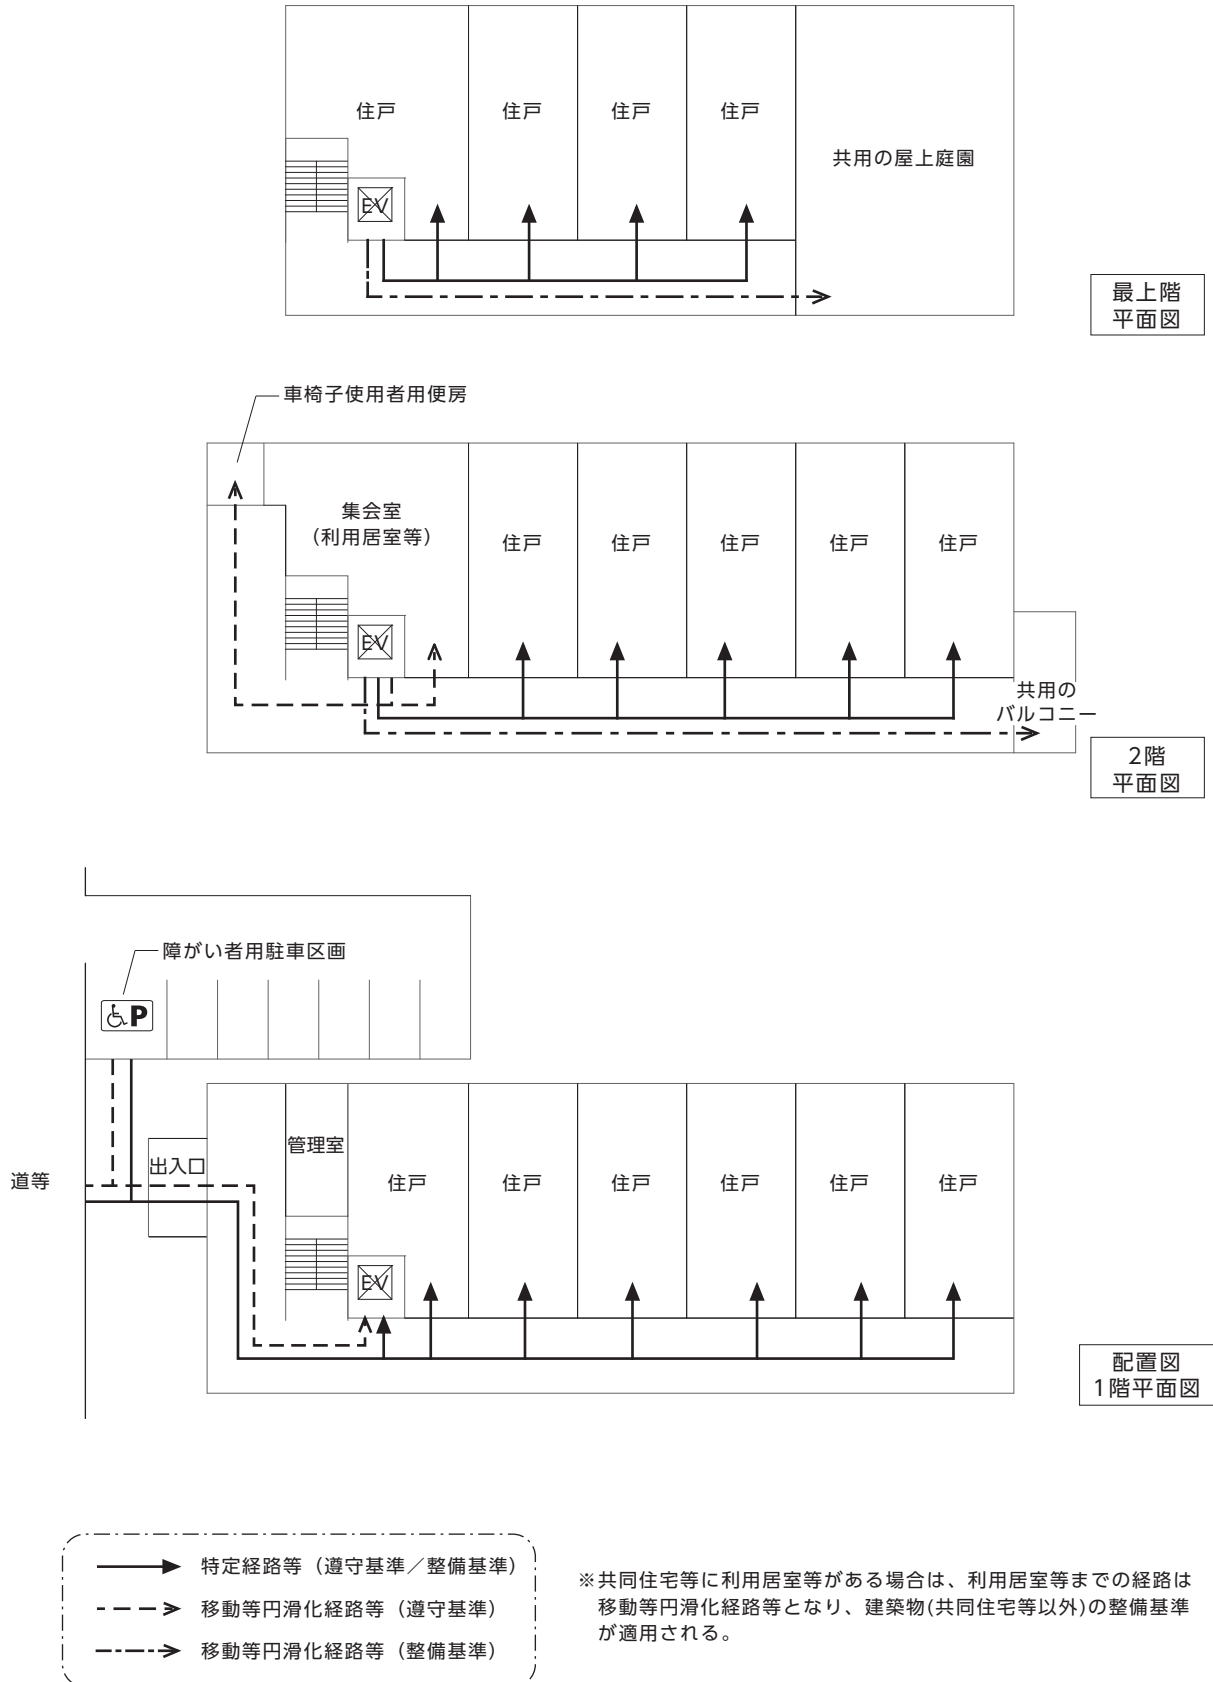 住戸
住戸
住戸
住戸
共用の屋上庭園
EV
最上階
平面図
車椅子使用者用便房
集会室
(利用居室等)
住戸
住戸
住戸
住戸
住戸
EV
共用の
バルコニー
2階
平面図
障がい者用駐車区画
P
管理室
出入口
道等
住戸
住戸
住戸
住戸
住戸
住戸
EV
配置図
1階平面図
特定経路等（遵守基準／整備基準）
移動等円滑化経路等（遵守基準）
移動等円滑化経路等（整備基準）
※共同住宅等に利用居室等がある場合は、利用居室等までの経路は
移動等円滑化経路等となり、建築物(共同住宅等以外)の整備基準
が適用される。